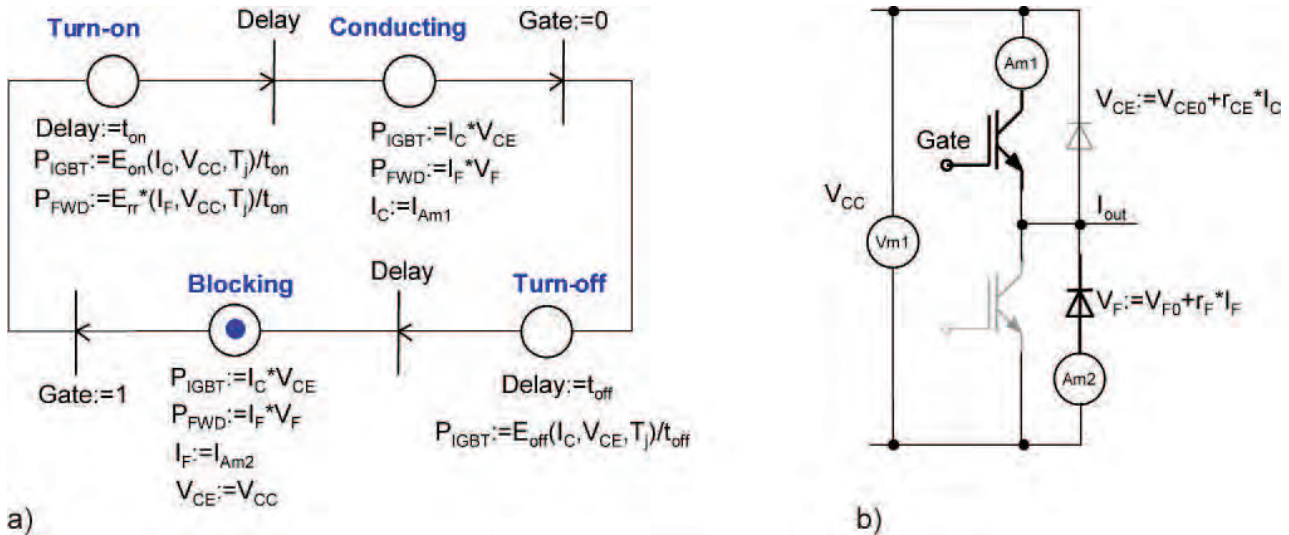 Turn-on
Delay
Conducting
Gate:=0
Delay:=t_on
P_IGBT:=E_on(I_C,V_CC,T_j)/t_on
P_FWD:=E_rr*(I_F,V_CC,T_j)/t_on
P_IGBT:=I_C*V_CE
P_FWD:=I_F*V_F
I_C:=I_Am1
Blocking
Delay
Turn-off
Gate:=1
P_IGBT:=I_C*V_CE
P_FWD:=I_F*V_F
I_F:=I_Am2
V_CE:=V_CC
Delay:=t_off
P_IGBT:=E_off(I_C,V_CE,T_j)/t_off
a)
Am1
V_CE:=V_CE0+r_CE*I_C
Gate
V_CC
I_out
Vm1
V_F:=V_F0+r_F*I_F
Am2
b)